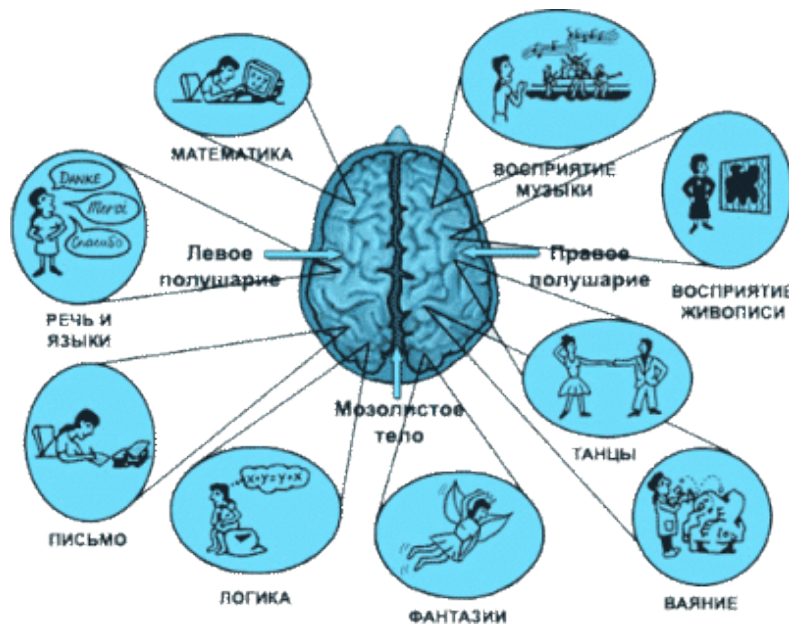 МАТЕМАТИКА
ВОСПРИЯТИЕ
МУЗЫКИ
DANKE
Merci
Спасибо
Левое
полушарие
Правое
полушарие
РЕЧЬ И
ЯЗЫКИ
ВОСПРИЯТИЕ
ЖИВОПИСИ
Мозолистое
тело
ТАНЦЫ
x+y=y+x
ПИСЬМО
ЛОГИКА
ФАНТАЗИИ
ВАЯНИЕ